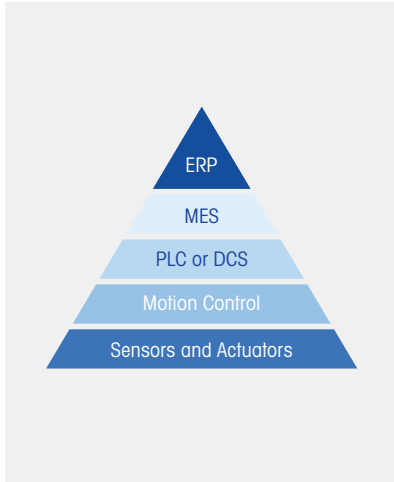 ERP
MES
PLC or DCS
Motion Control
Sensors and Actuators